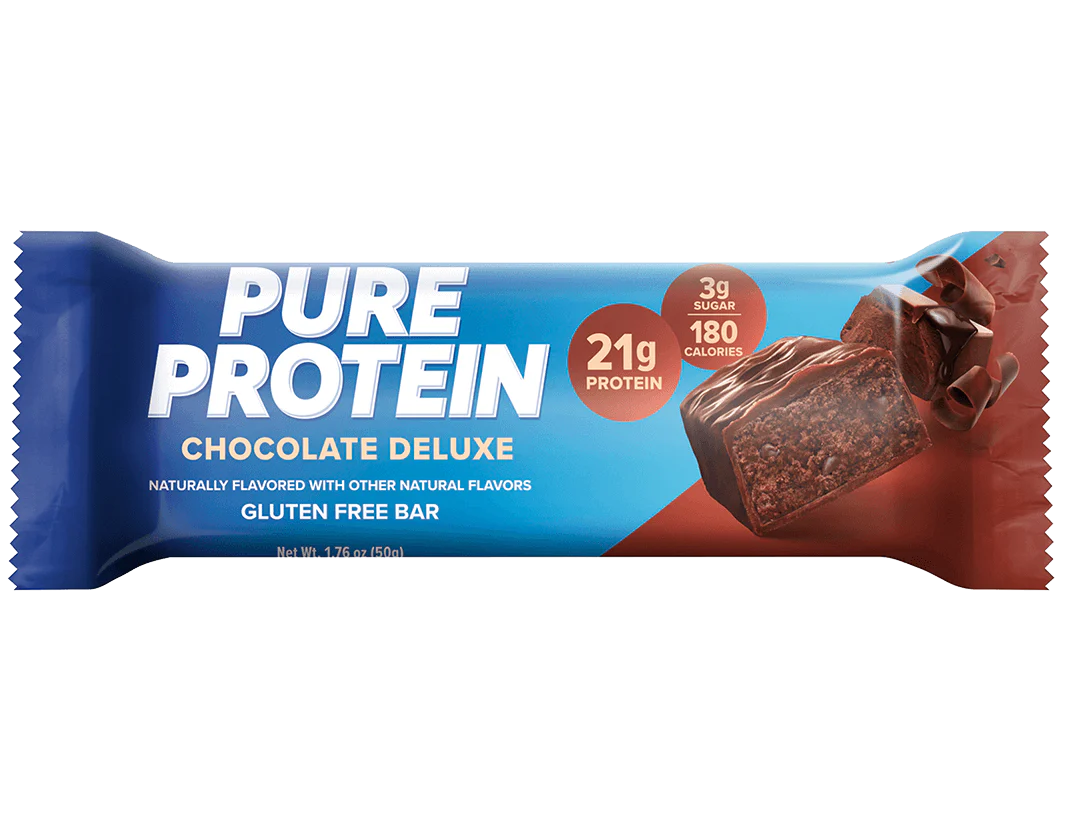 PURE
PROTEIN
CHOCOLATE DELUXE
NATURALLY FLAVORED WITH OTHER NATURAL FLAVORS
GLUTEN FREE BAR
Net Wt. 1.76 oz (50g)
21g
PROTEIN
3g
SUGAR
180
CALORIES